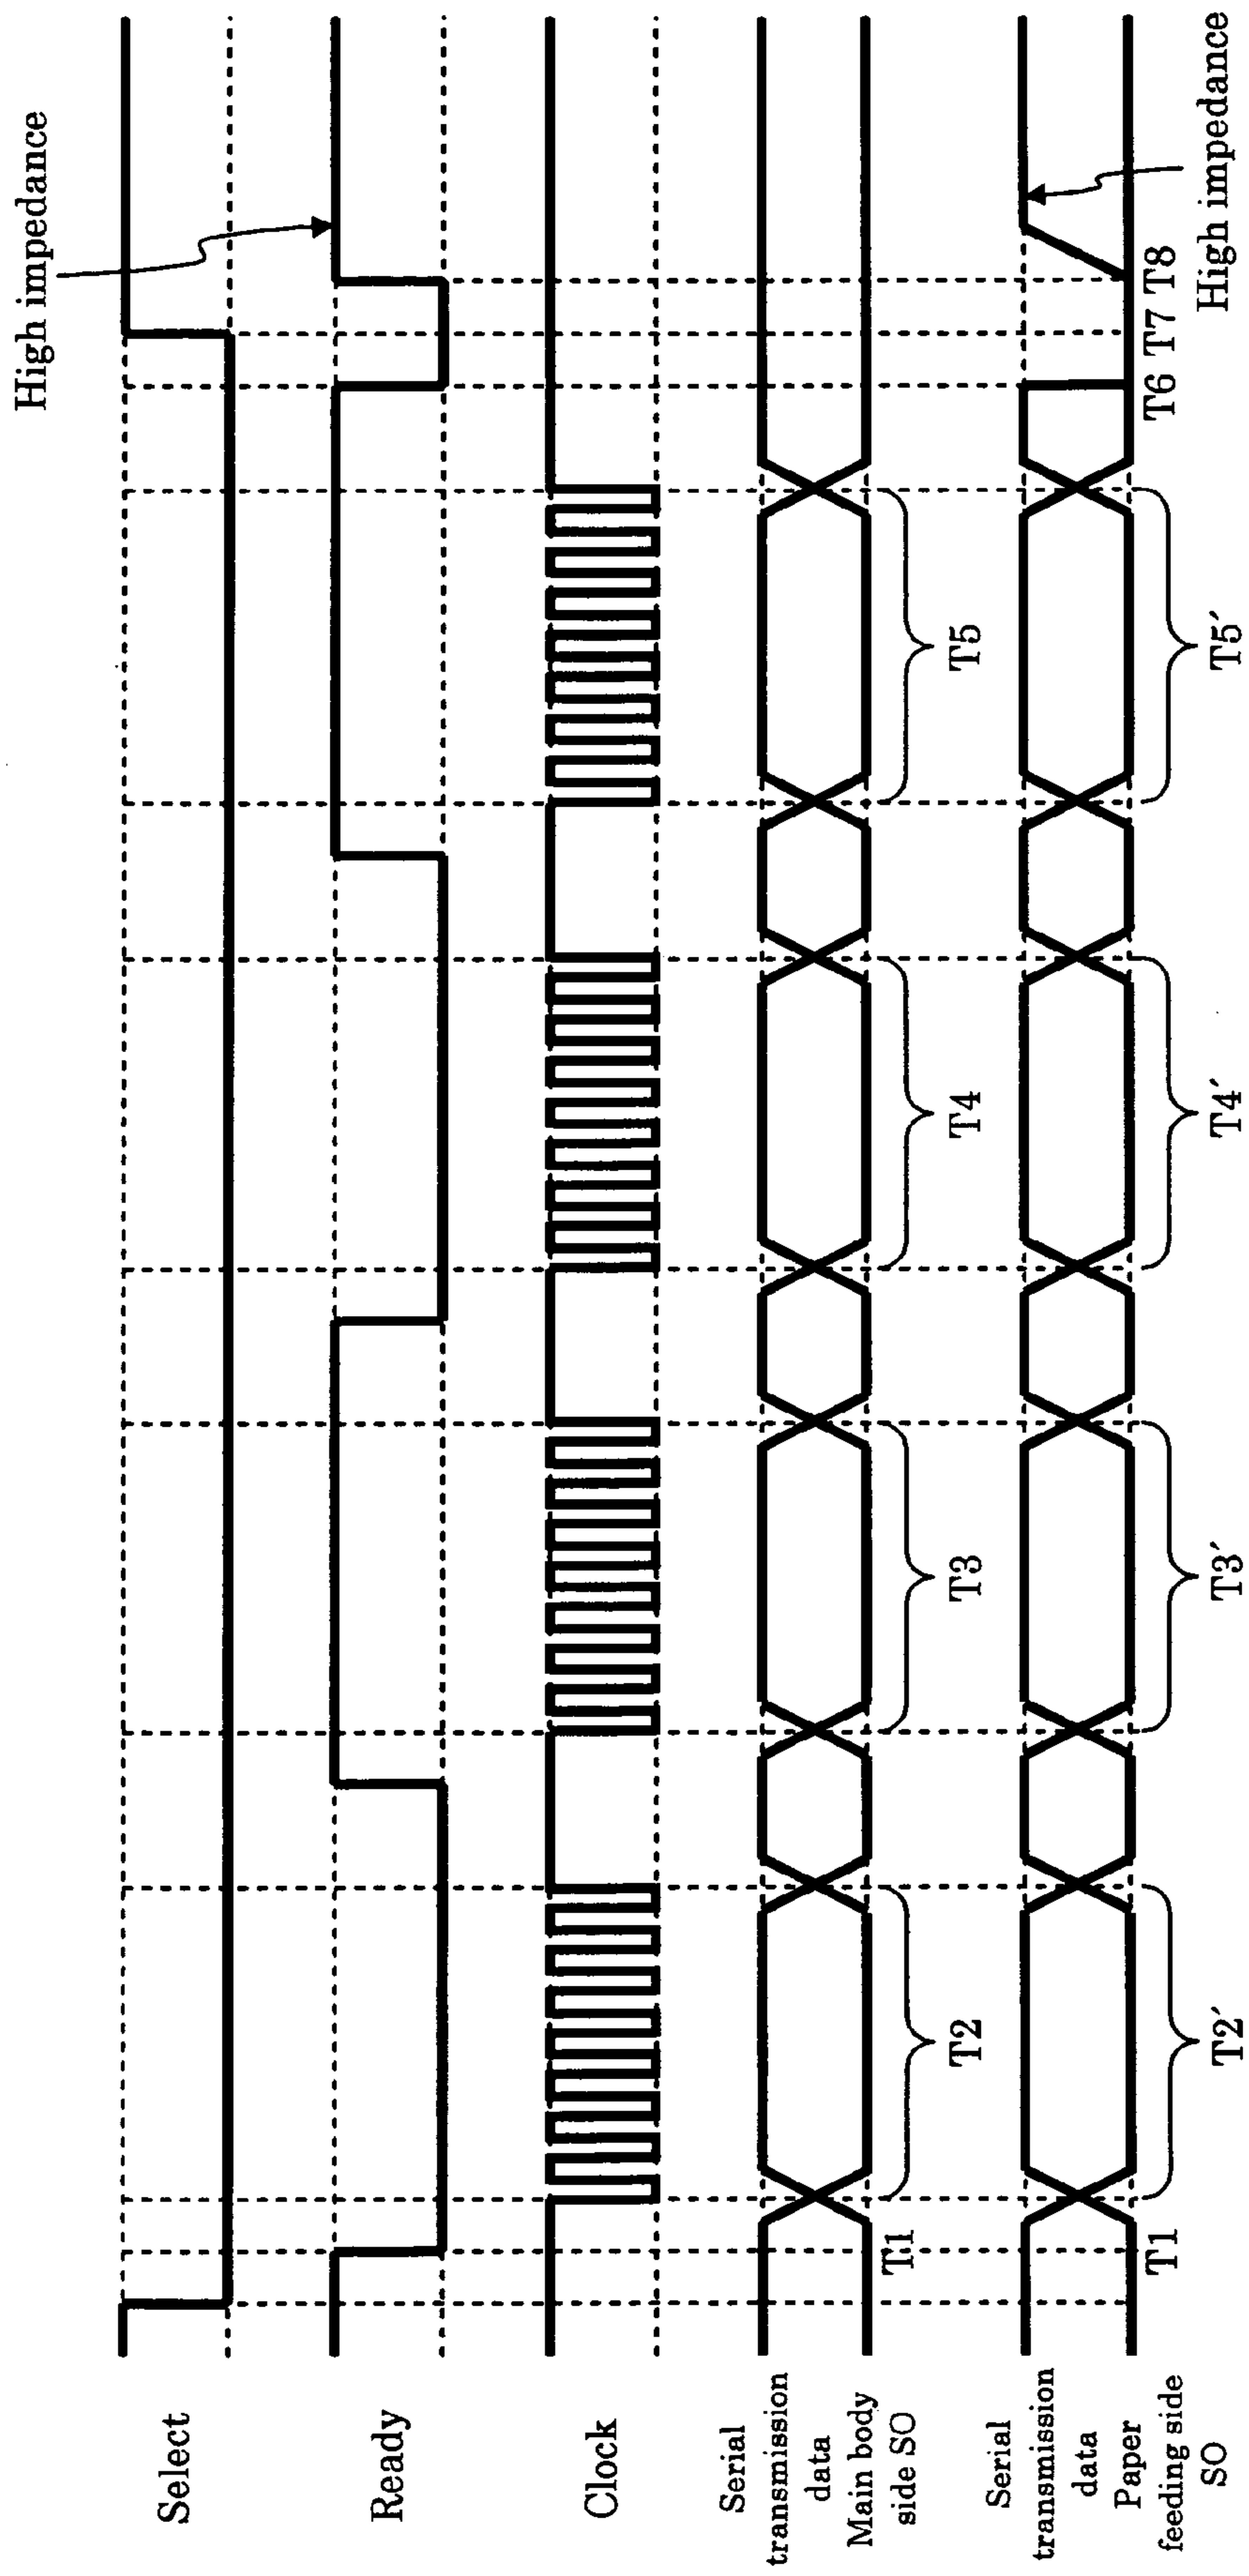 High impedance
Select
Ready
Clock
Serial
transmission
data
Main body
side SO
T1
T2
T3
T4
T5
Serial
transmission
data
Paper
feeding side
SO
T1
T6 T7 T8
T2′
T3′
T4′
T5′
High impedance